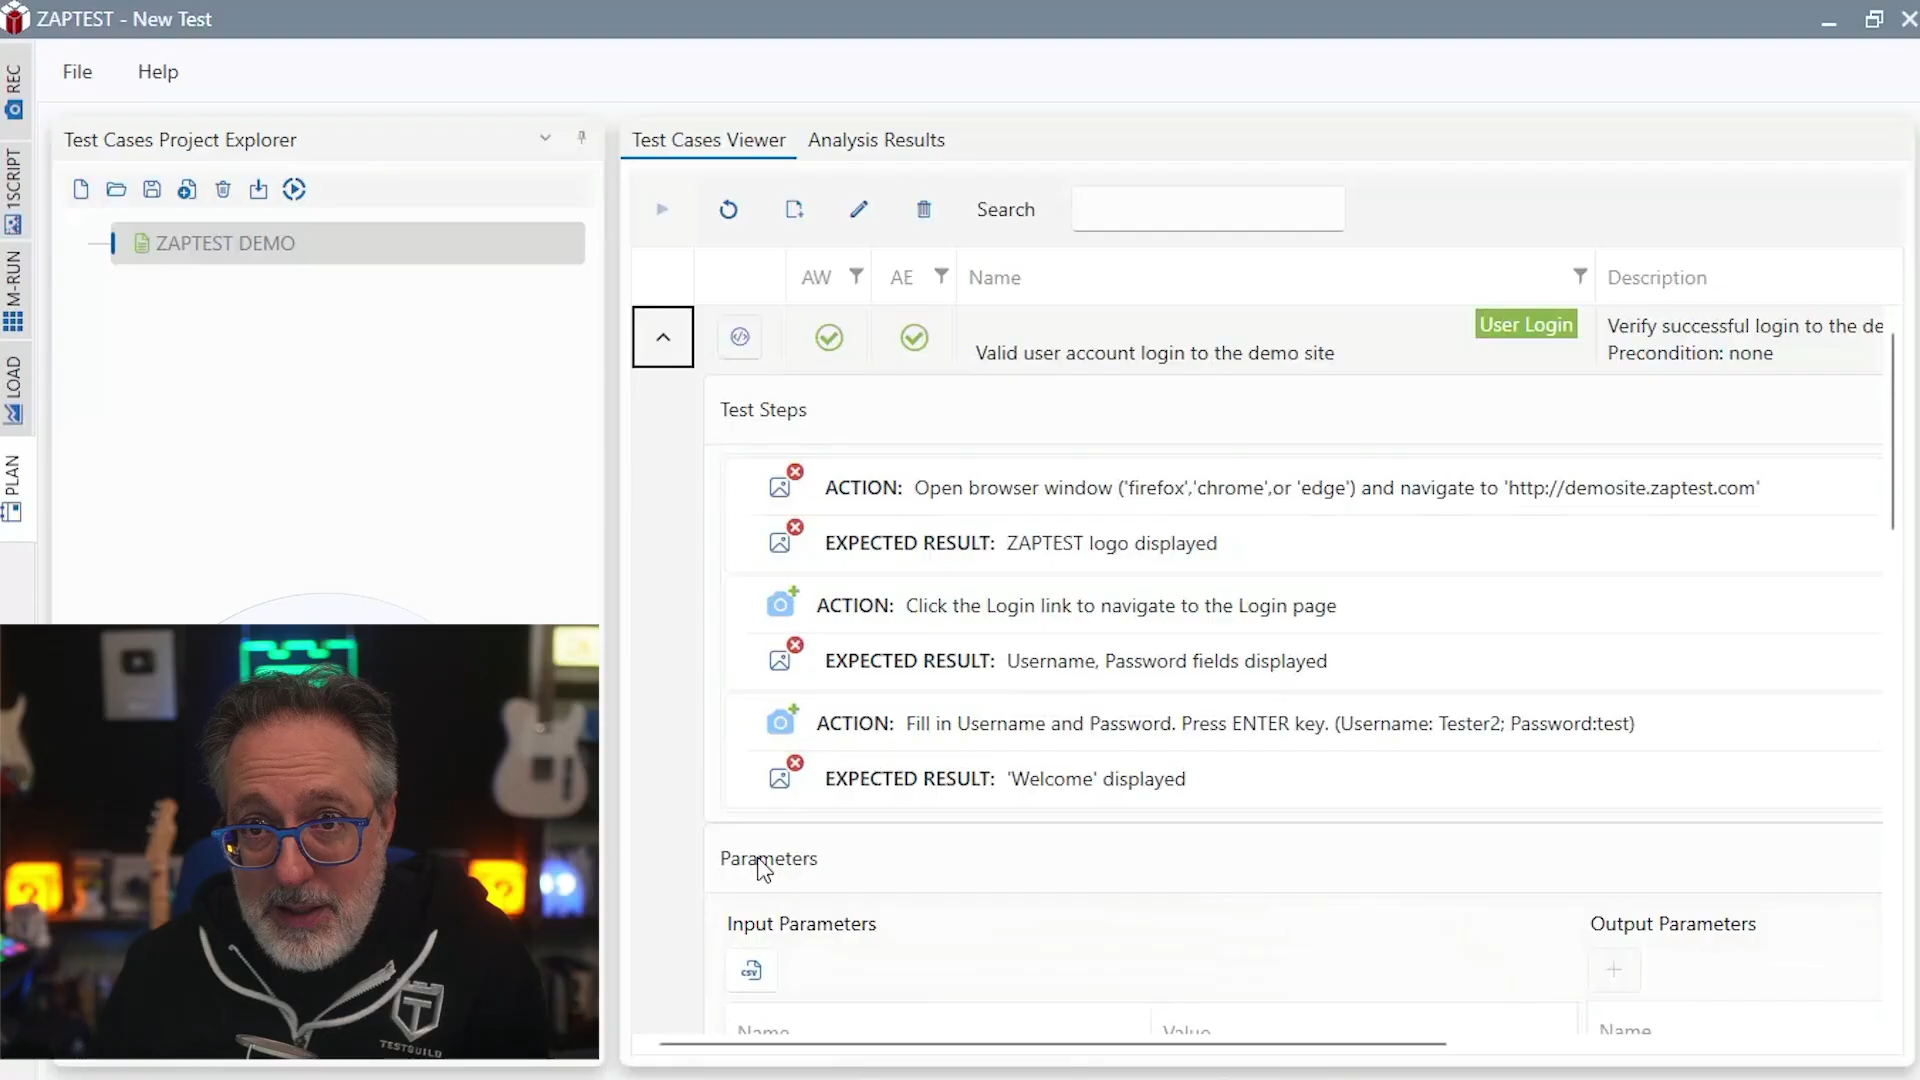 ZAPTEST - New Test
File
Help
REC
1SCRIPT
M-RUN
LOAD
PLAN
Test Cases Project Explorer
ZAPTEST DEMO
Test Cases Viewer
Analysis Results
Search
AW
AE
Name
Description
User Login
Valid user account login to the demo site
Verify successful login to the de
Precondition: none
Test Steps
ACTION: Open browser window ('firefox','chrome',or 'edge') and navigate to 'http://demosite.zaptest.com'
EXPECTED RESULT: ZAPTEST logo displayed
ACTION: Click the Login link to navigate to the Login page
EXPECTED RESULT: Username, Password fields displayed
ACTION: Fill in Username and Password. Press ENTER key. (Username: Tester2; Password:test)
EXPECTED RESULT: 'Welcome' displayed
Parameters
Input Parameters
Output Parameters
CSV
Name
Value
Name
T
TESTGUILD